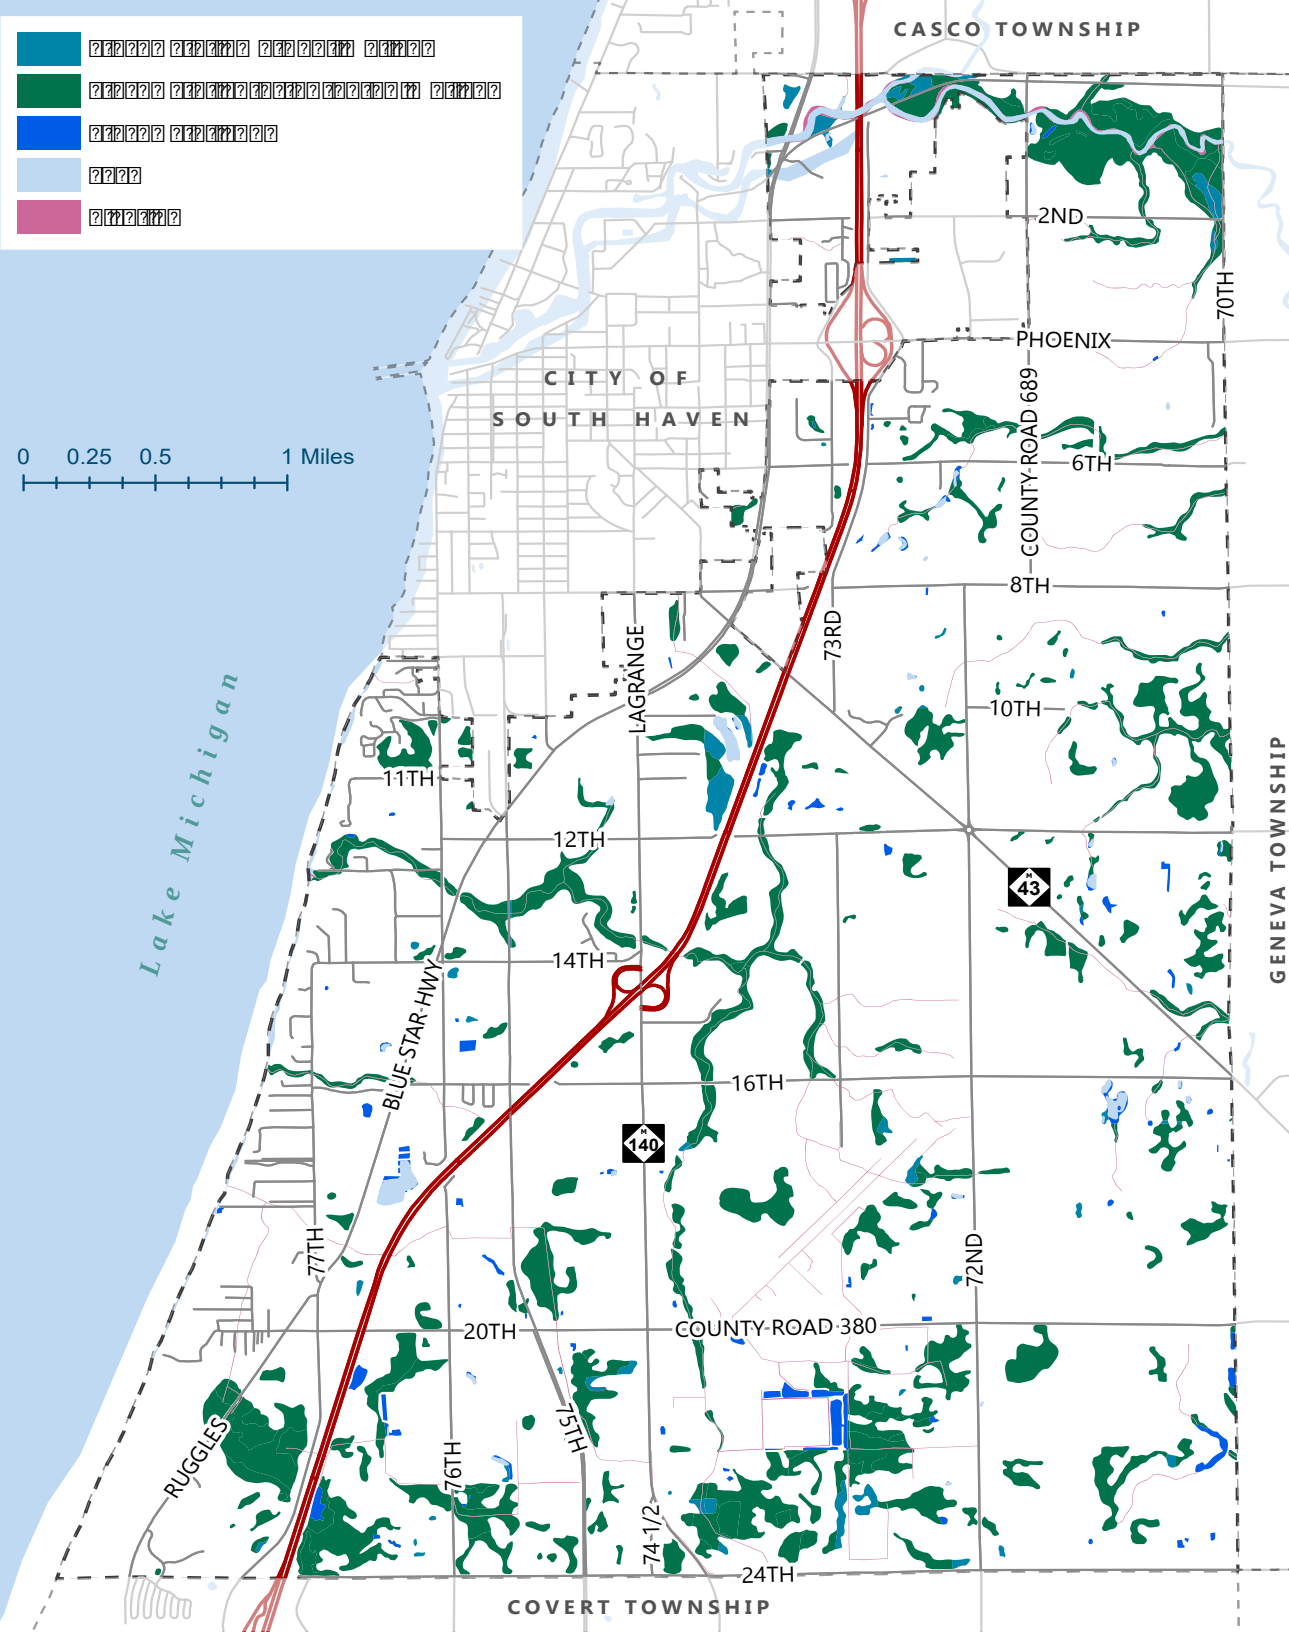 CASCO TOWNSHIP
2ND
70TH
PHOENIX
CITY OF
SOUTH HAVEN
COUNTY ROAD 689
0 0.25 0.5 1 Miles
6TH
8TH
73RD
LAGRANGE
Lake Michigan
10TH
11TH
GENEVA TOWNSHIP
12TH
M
43
14TH
BLUE STAR HWY
16TH
M
140
77TH
72ND
20TH
COUNTY ROAD 380
RUGGLES
75TH
76TH
74-1/2
24TH
COVERT TOWNSHIP